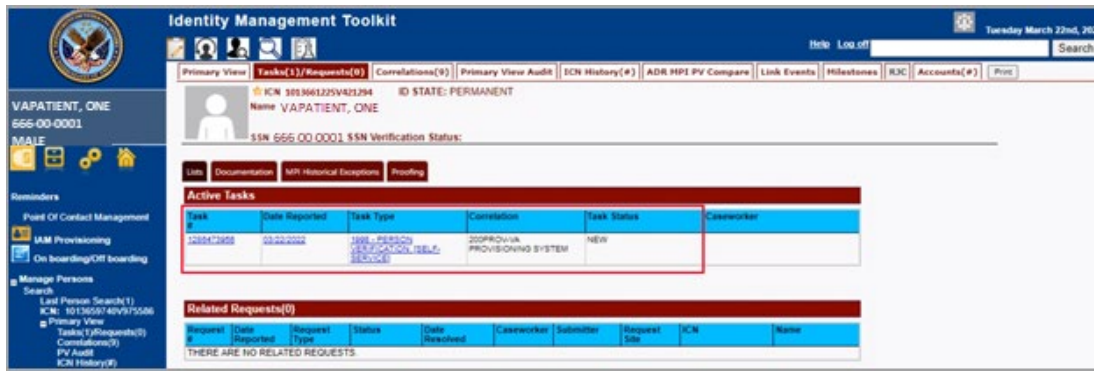 Identity Management Toolkit
Tuesday March 22nd, 20
Help Log off
Search
Primary View Tasks(1)/Requests(0) Correlations(9) Primary View Audit ICN History(#) ADR MPI PV Compare Link Events Milestones RJC Accounts(#) Print
VAPATIENT, ONE
666-00-0001
MALE
ICN 1013661225V421294 ID STATE: PERMANENT
Name VAPATIENT, ONE
SSN 666 00 0001 SSN Verification Status:
Lists Documentation MPI Historical Exceptions Proofing
Reminders
Point Of Contact Management
IAM Provisioning
On boarding/Off boarding
Manage Persons
Search
Last Person Search(1)
ICN: 1013659740V975586
Primary View
Tasks(1)/Requests(0)
Correlations(9)
PV Audit
ICN History(#)
Active Tasks
Task # Date Reported Task Type Correlation Task Status Caseworker
1286473956 03/22/2022 1998 - PERSON VERIFICATION (SELF-SERVICE) 200PROV-VA PROVISIONING SYSTEM NEW
Related Requests(0)
Request # Date Reported Request Type Status Date Resolved Caseworker Submitter Request Site ICN Name
THERE ARE NO RELATED REQUESTS